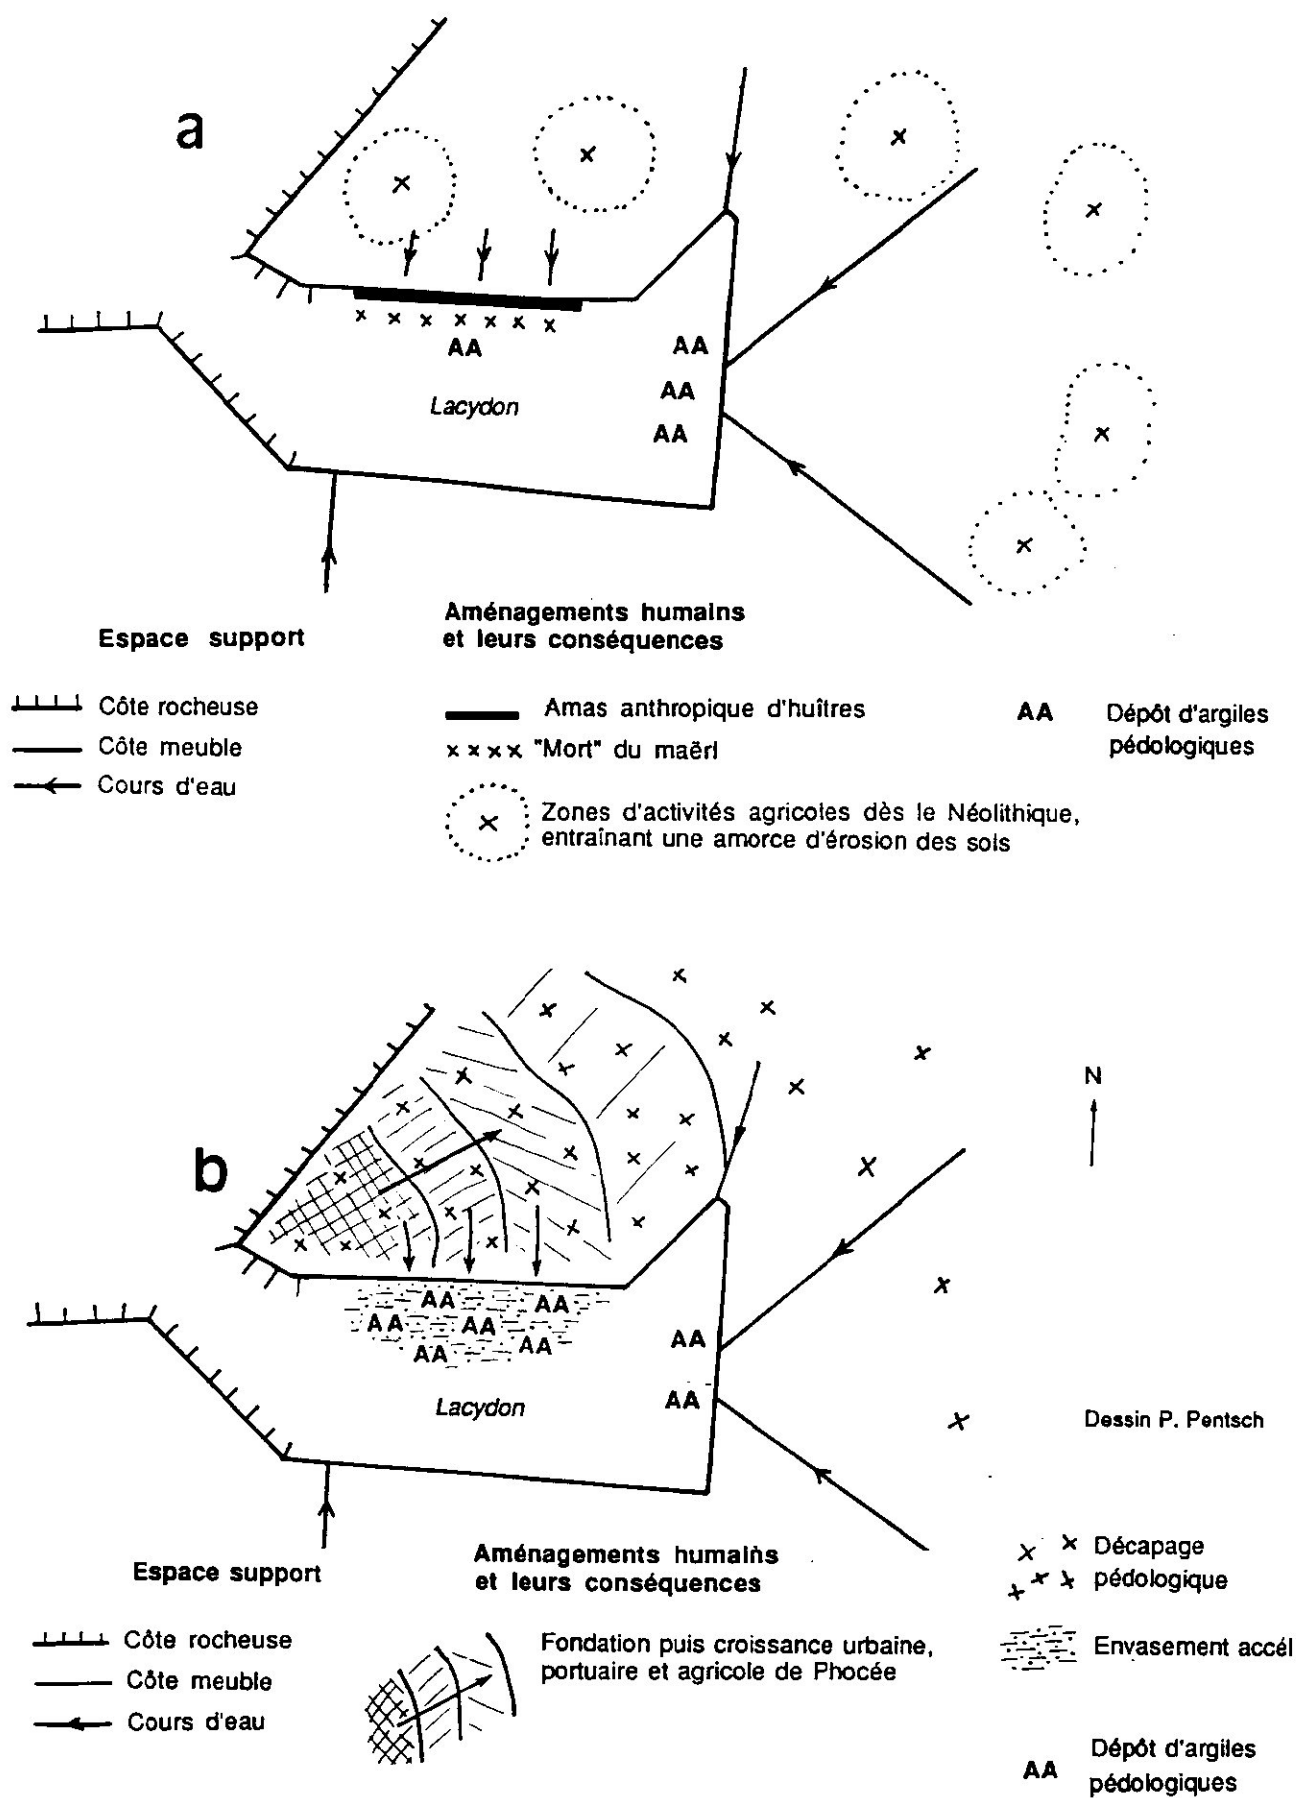 a
AA
AA
Lacydon
AA
AA
Espace support
Aménagements humains
et leurs conséquences
Côte rocheuse
Côte meuble
Cours d'eau
Amas anthropique d'huîtres
"Mort" du maërl
Zones d'activités agricoles dès le Néolithique,
entraînant une amorce d'érosion des sols
AA
Dépôt d'argiles
pédologiques
b
N
AA
AA
AA
AA
AA
AA
AA
AA
Lacydon
Dessin P. Pentsch
Espace support
Aménagements humains
et leurs conséquences
Côte rocheuse
Côte meuble
Cours d'eau
Fondation puis croissance urbaine,
portuaire et agricole de Phocée
Décapage
pédologique
Envasement accél
AA
Dépôt d'argiles
pédologiques